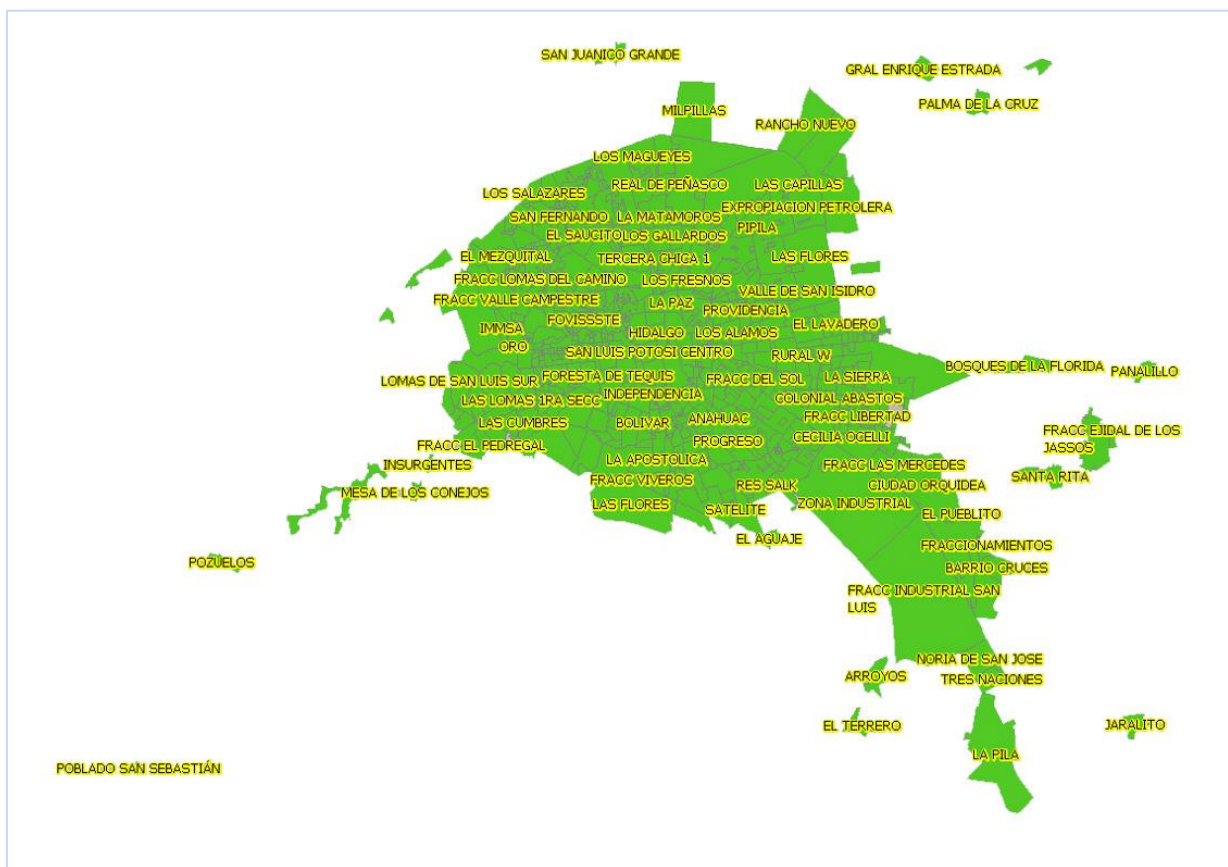 SAN JUANICO GRANDE
GRAL ENRIQUE ESTRADA
PALMA DE LA CRUZ
MILPILLAS
RANCHO NUEVO
LOS MAGUEYES
REAL DE PEÑASCO
LAS CAPILLAS
LOS SALAZARES
EXPROPIACION PETROLERA
SAN FERNANDO
LA MATAMOROS
PIPILA
EL SAUCITO
LOS GALLARDOS
EL MEZQUITAL
TERCERA CHICA 1
LAS FLORES
FRACC LOMAS DEL CAMINO
LOS FRESNOS
VALLE DE SAN ISIDRO
FRACC VALLE CAMPESTRE
LA PAZ
PROVIDENCIA
FOVISSSTE
EL LAVADERO
IMMSA
HIDALGO
LOS ALAMOS
ORO
SAN LUIS POTOSI CENTRO
RURAL W
BOSQUES DE LA FLORIDA
PANALILLO
LOMAS DE SAN LUIS SUR
FORESTA DE TEQUIS
FRACC DEL SOL
LA SIERRA
LAS LOMAS 1RA SECC
INDEPENDENCIA
COLONIAL ABASTOS
LAS CUMBRES
BOLIVAR
ANAHUAC
FRACC LIBERTAD
FRACC EJIDAL DE LOS
JASSOS
FRACC EL PEDREGAL
PROGRESO
CECILIA OCELLI
INSURGENTES
LA APOSTOLICA
FRACC LAS MERCEDES
SANTA RITA
MESA DE LOS CONEJOS
FRACC VIVEROS
RES SALK
CIUDAD ORQUIDEA
LAS FLORES
SATELITE
ZONA INDUSTRIAL
EL PUEBLITO
EL AGUAJE
FRACCIONAMIENTOS
POZUELOS
BARRIO CRUCES
FRACC INDUSTRIAL SAN
LUIS
NORIA DE SAN JOSE
ARROYOS
TRES NACIONES
EL TERRERO
JARALITO
LA PILA
POBLADO SAN SEBASTIÁN